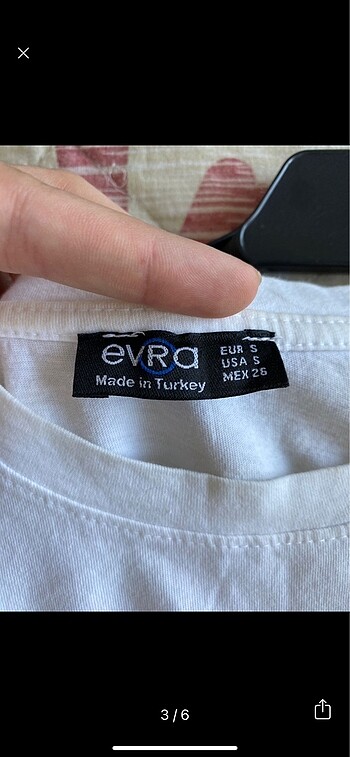 evRa
Made in Turkey
EUR S
USA S
MEX 26
3/6